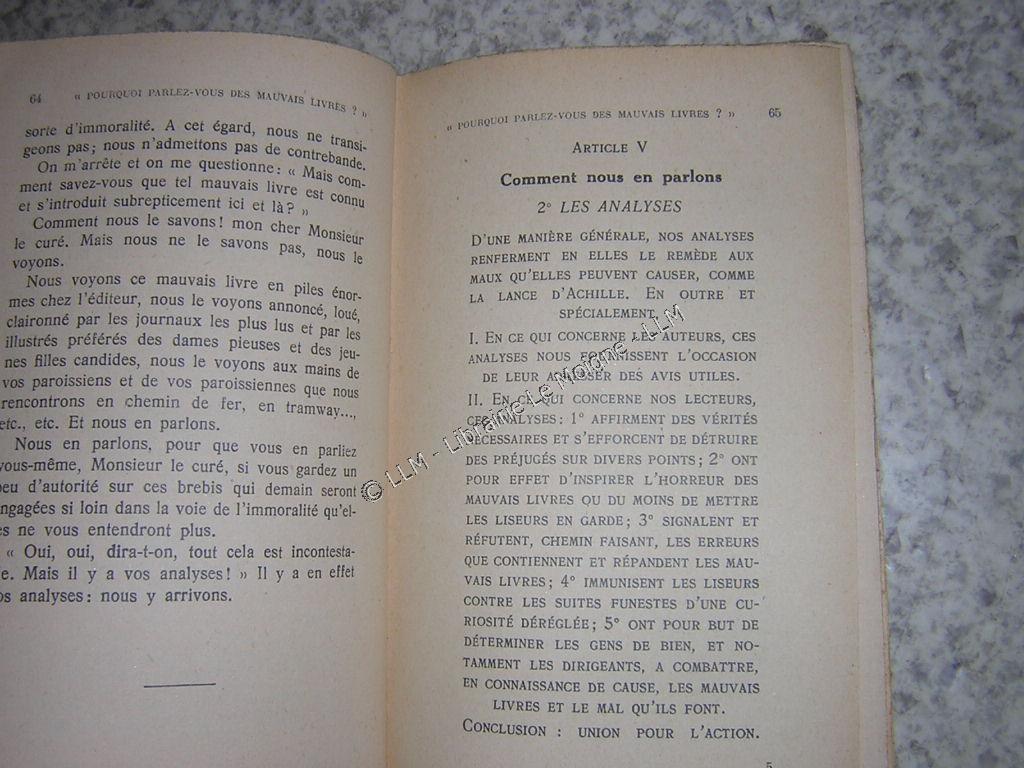 64 « POURQUOI PARLEZ-VOUS DES MAUVAIS LIVRES ? »
sorte d'immoralité. A cet égard, nous ne transi-
geons pas; nous n'admettons pas de contrebande.
On m'arrête et on me questionne: « Mais com-
ment savez-vous que tel mauvais livre est connu
et s'introduit subrepticement ici et là? »
Comment nous le savons! mon cher Monsieur
le curé. Mais nous ne le savons pas, nous le
voyons.
Nous voyons ce mauvais livre en piles énor-
mes chez l'éditeur, nous le voyons annoncé, loué,
claironné par les journaux les plus lus et par les
illustrés préférés des dames pieuses et des jeu-
nes filles candides, nous le voyons aux mains de
vos paroissiens et de vos paroissiennes que nous
rencontrons en chemin de fer, en tramway...,
etc., etc. Et nous en parlons.
Nous en parlons, pour que vous en parliez
vous-même, Monsieur le curé, si vous gardez un
peu d'autorité sur ces brebis qui demain seront
engagées si loin dans la voie de l'immoralité qu'el-
es ne vous entendront plus.
« Oui, oui, dira-t-on, tout cela est incontesta-
e. Mais il y a vos analyses! » Il y a en effet
os analyses: nous y arrivons.
« POURQUOI PARLEZ-VOUS DES MAUVAIS LIVRES ? » 65
ARTICLE V
Comment nous en parlons
2° LES ANALYSES
D'UNE MANIÈRE GÉNÉRALE, NOS ANALYSES
RENFERMENT EN ELLES LE REMÈDE AUX
MAUX QU'ELLES PEUVENT CAUSER, COMME
LA LANCE D'ACHILLE. EN OUTRE ET
SPÉCIALEMENT,
I. EN CE QUI CONCERNE LES AUTEURS, CES
ANALYSES NOUS FOURNISSENT L'OCCASION
DE LEUR ADRESSER DES AVIS UTILES.
II. EN CE QUI CONCERNE NOS LECTEURS,
CES ANALYSES: 1° AFFIRMENT DES VÉRITÉS
NÉCESSAIRES ET S'EFFORCENT DE DÉTRUIRE
DES PRÉJUGÉS SUR DIVERS POINTS; 2° ONT
POUR EFFET D'INSPIRER L'HORREUR DES
MAUVAIS LIVRES OU DU MOINS DE METTRE
LES LISEURS EN GARDE; 3° SIGNALENT ET
RÉFUTENT, CHEMIN FAISANT, LES ERREURS
QUE CONTIENNENT ET RÉPANDENT LES MAU-
VAIS LIVRES; 4° IMMUNISENT LES LISEURS
CONTRE LES SUITES FUNESTES D'UNE CU-
RIOSITÉ DÉRÉGLÉE; 5° ONT POUR BUT DE
DÉTERMINER LES GENS DE BIEN, ET NO-
TAMMENT LES DIRIGEANTS, A COMBATTRE,
EN CONNAISSANCE DE CAUSE, LES MAUVAIS
LIVRES ET LE MAL QU'ILS FONT.
CONCLUSION : UNION POUR L'ACTION.
5
© LLM - Librairie Le Moigne - LLM